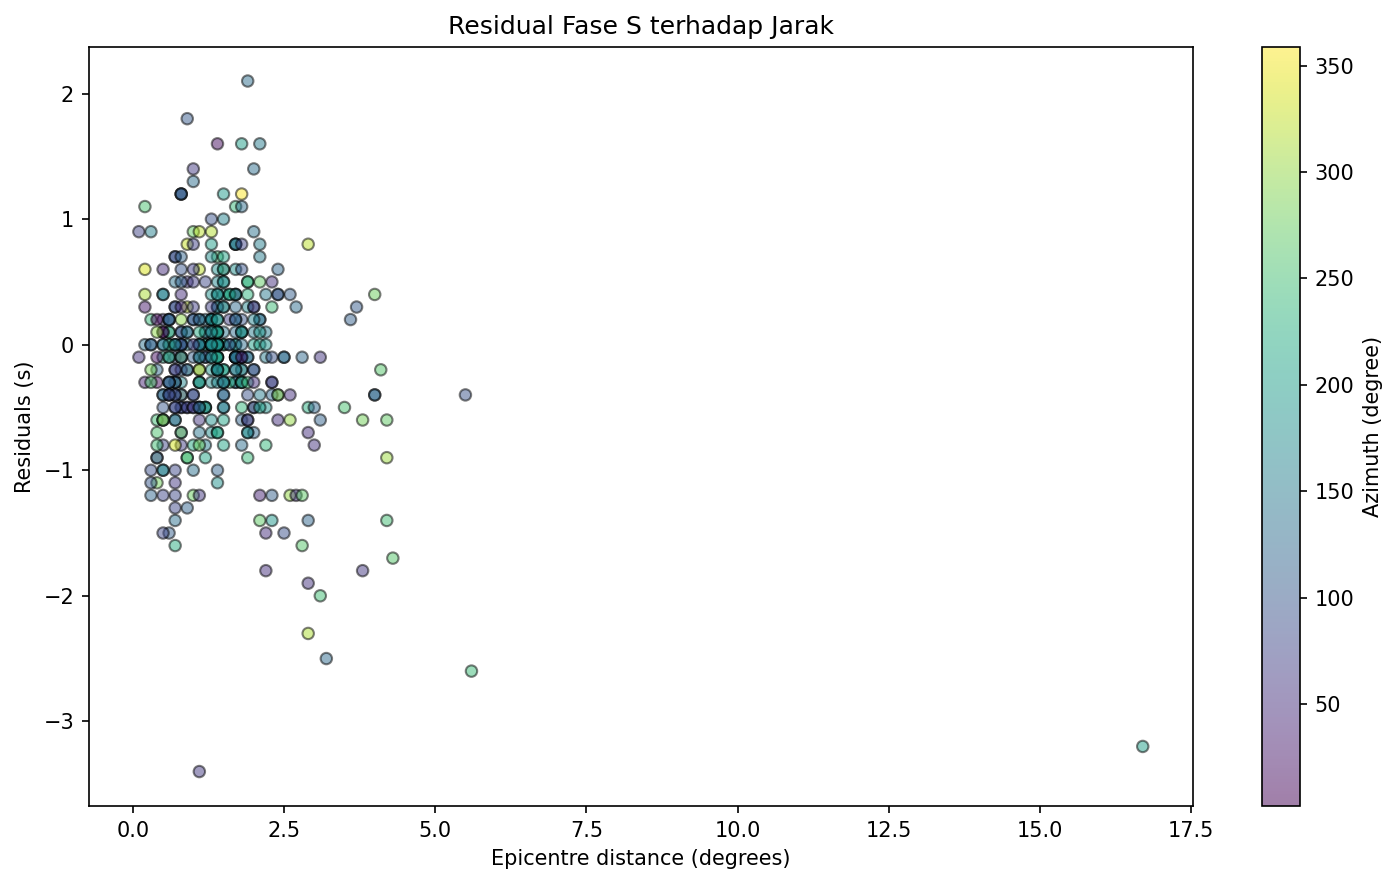 Residual Fase S terhadap Jarak
Residuals (s)
2
1
0
−1
−2
−3
0.0 2.5 5.0 7.5 10.0 12.5 15.0 17.5
Epicentre distance (degrees)
350
300
250
200
150
100
50
Azimuth (degree)